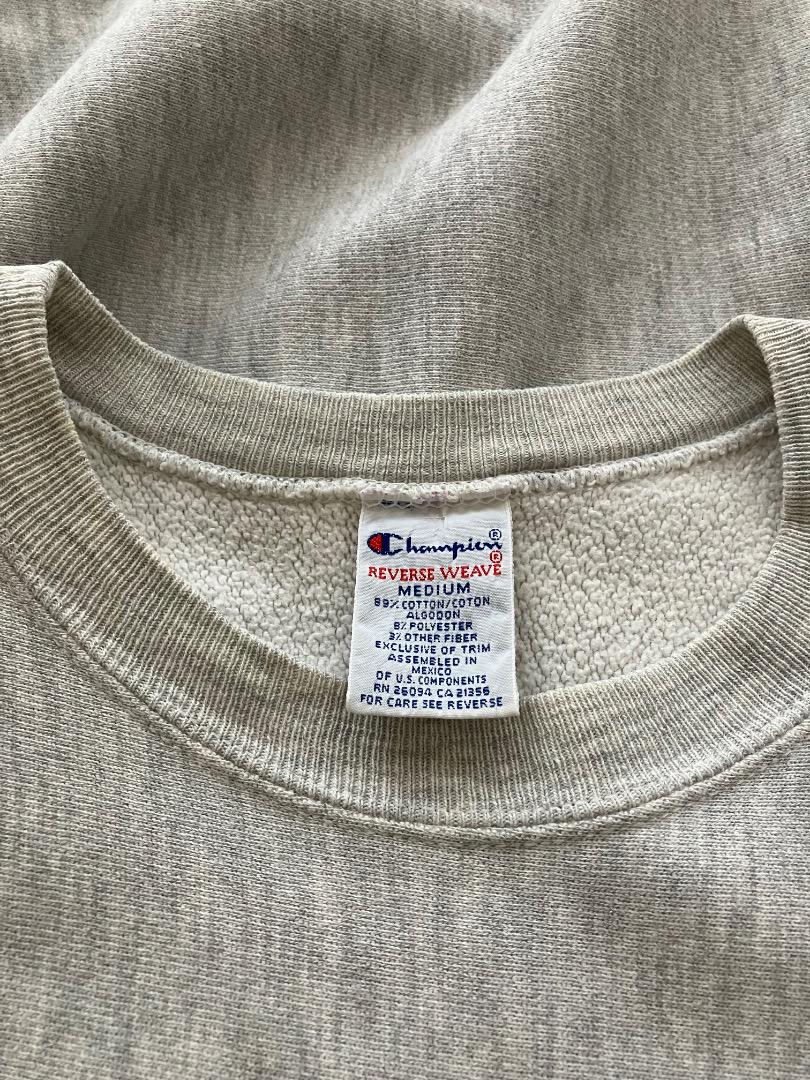 Champion®
REVERSE WEAVE®
MEDIUM
89% COTTON/COTON
ALGODON
8% POLYESTER
3% OTHER FIBER
EXCLUSIVE OF TRIM
ASSEMBLED IN
MEXICO
OF U.S. COMPONENTS
RN 26094 CA 21356
FOR CARE SEE REVERSE